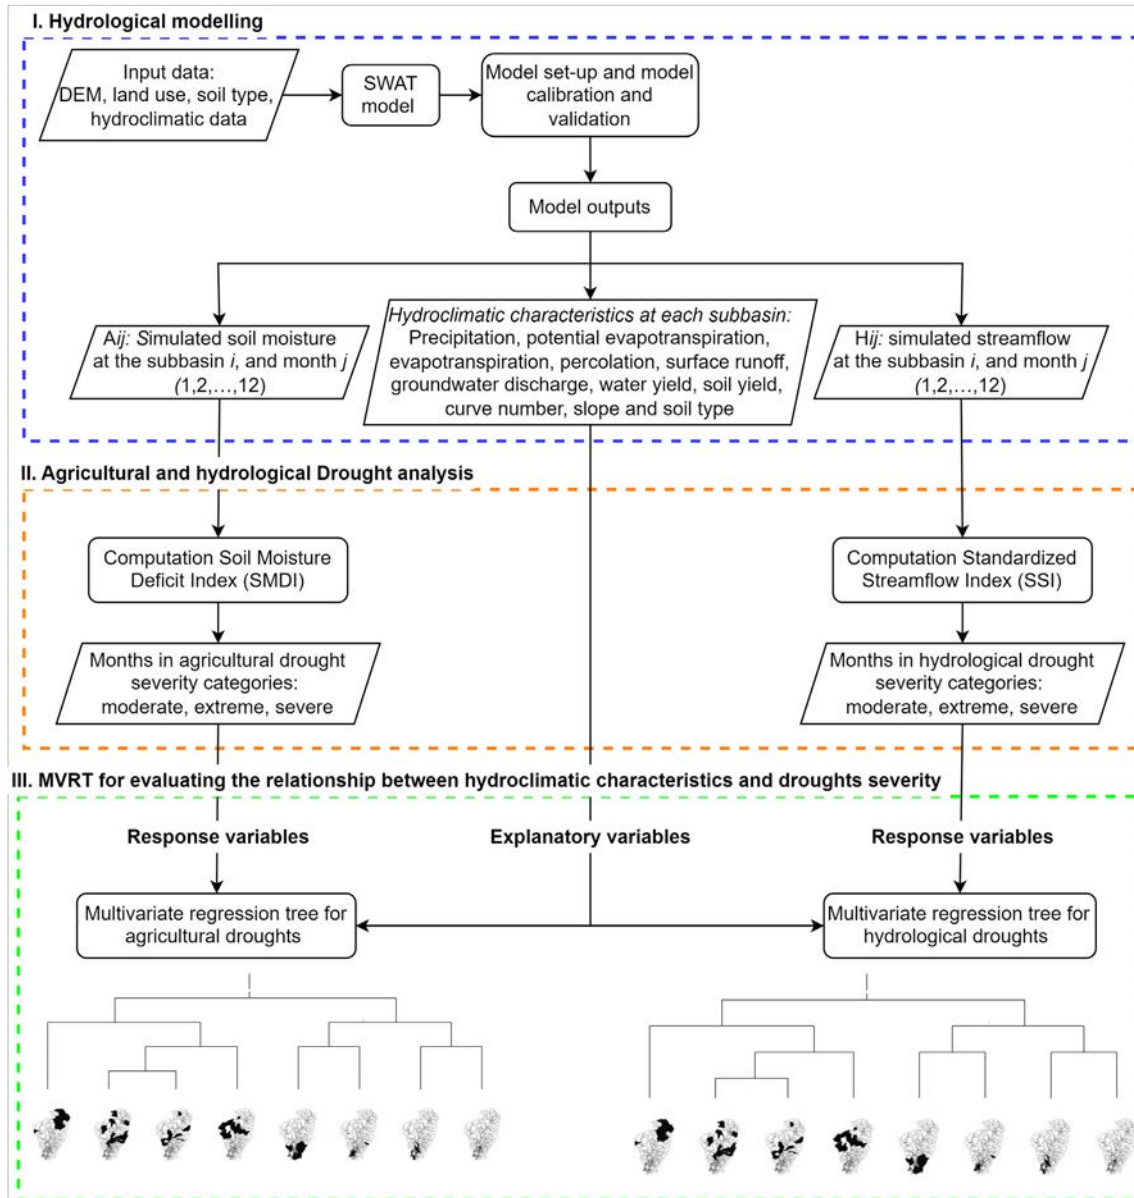 I. Hydrological modelling
Input data:
DEM, land use, soil type,
hydroclimatic data
SWAT
model
Model set-up and model
calibration and
validation
Model outputs
Aij: Simulated soil moisture
at the subbasin i, and month j
(1,2,...,12)
Hydroclimatic characteristics at each subbasin:
Precipitation, potential evapotranspiration,
evapotranspiration, percolation, surface runoff,
groundwater discharge, water yield, soil yield,
curve number, slope and soil type
Hij: simulated streamflow
at the subbasin i, and month j
(1,2,...,12)
II. Agricultural and hydrological Drought analysis
Computation Soil Moisture
Deficit Index (SMDI)
Computation Standardized
Streamflow Index (SSI)
Months in agricultural drought
severity categories:
moderate, extreme, severe
Months in hydrological drought
severity categories:
moderate, extreme, severe
III. MVRT for evaluating the relationship between hydroclimatic characteristics and droughts severity
Response variables
Explanatory variables
Response variables
Multivariate regression tree for
agricultural droughts
Multivariate regression tree for
hydrological droughts